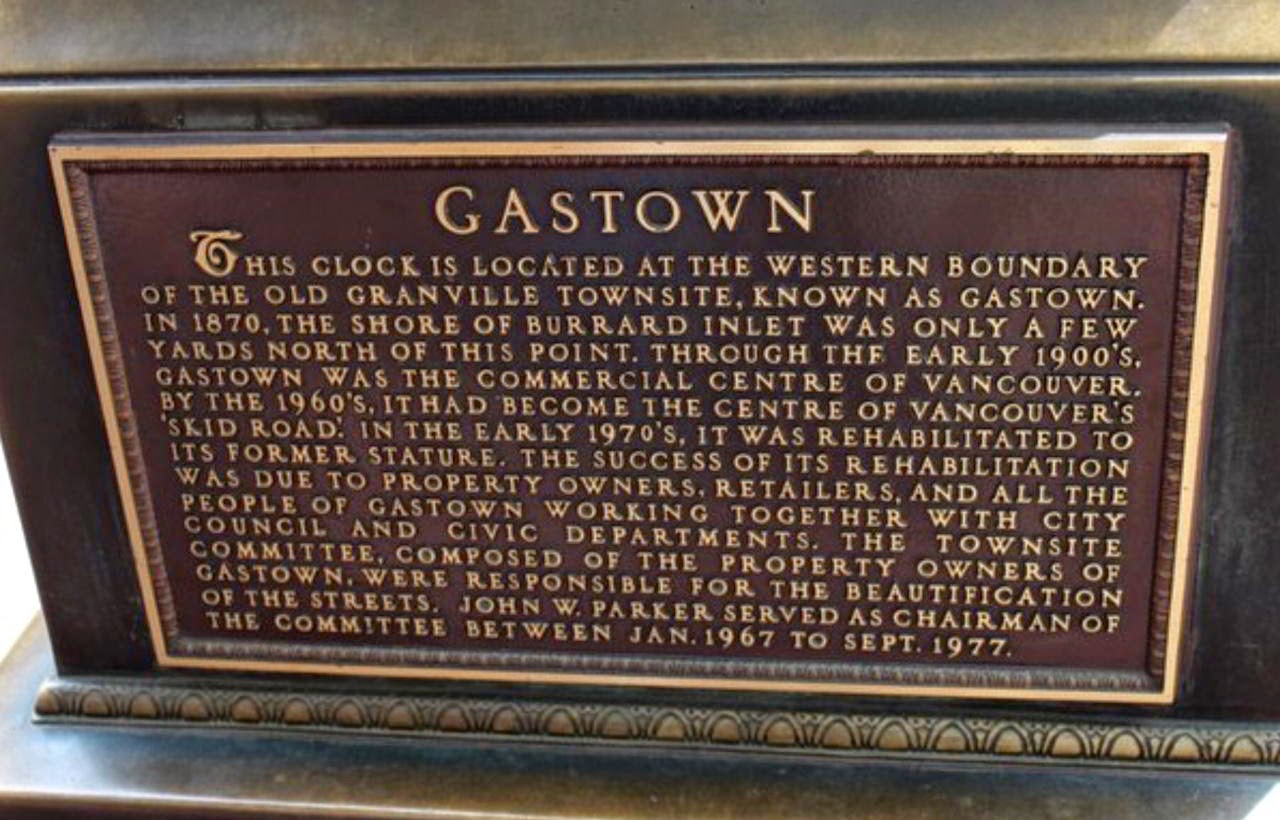 GASTOWN
THIS CLOCK IS LOCATED AT THE WESTERN BOUNDARY
OF THE OLD GRANVILLE TOWNSITE, KNOWN AS GASTOWN.
IN 1870, THE SHORE OF BURRARD INLET WAS ONLY A FEW
YARDS NORTH OF THIS POINT. THROUGH THE EARLY 1900'S,
GASTOWN WAS THE COMMERCIAL CENTRE OF VANCOUVER.
BY THE 1960'S, IT HAD BECOME THE CENTRE OF VANCOUVER'S
'SKID ROAD'. IN THE EARLY 1970'S, IT WAS REHABILITATED TO
ITS FORMER STATURE. THE SUCCESS OF ITS REHABILITATION
WAS DUE TO PROPERTY OWNERS, RETAILERS, AND ALL THE
PEOPLE OF GASTOWN WORKING TOGETHER WITH CITY
COUNCIL AND CIVIC DEPARTMENTS. THE TOWNSITE
COMMITTEE, COMPOSED OF THE PROPERTY OWNERS OF
GASTOWN, WERE RESPONSIBLE FOR THE BEAUTIFICATION
OF THE STREETS. JOHN W. PARKER SERVED AS CHAIRMAN OF
THE COMMITTEE BETWEEN JAN. 1967 TO SEPT. 1977.